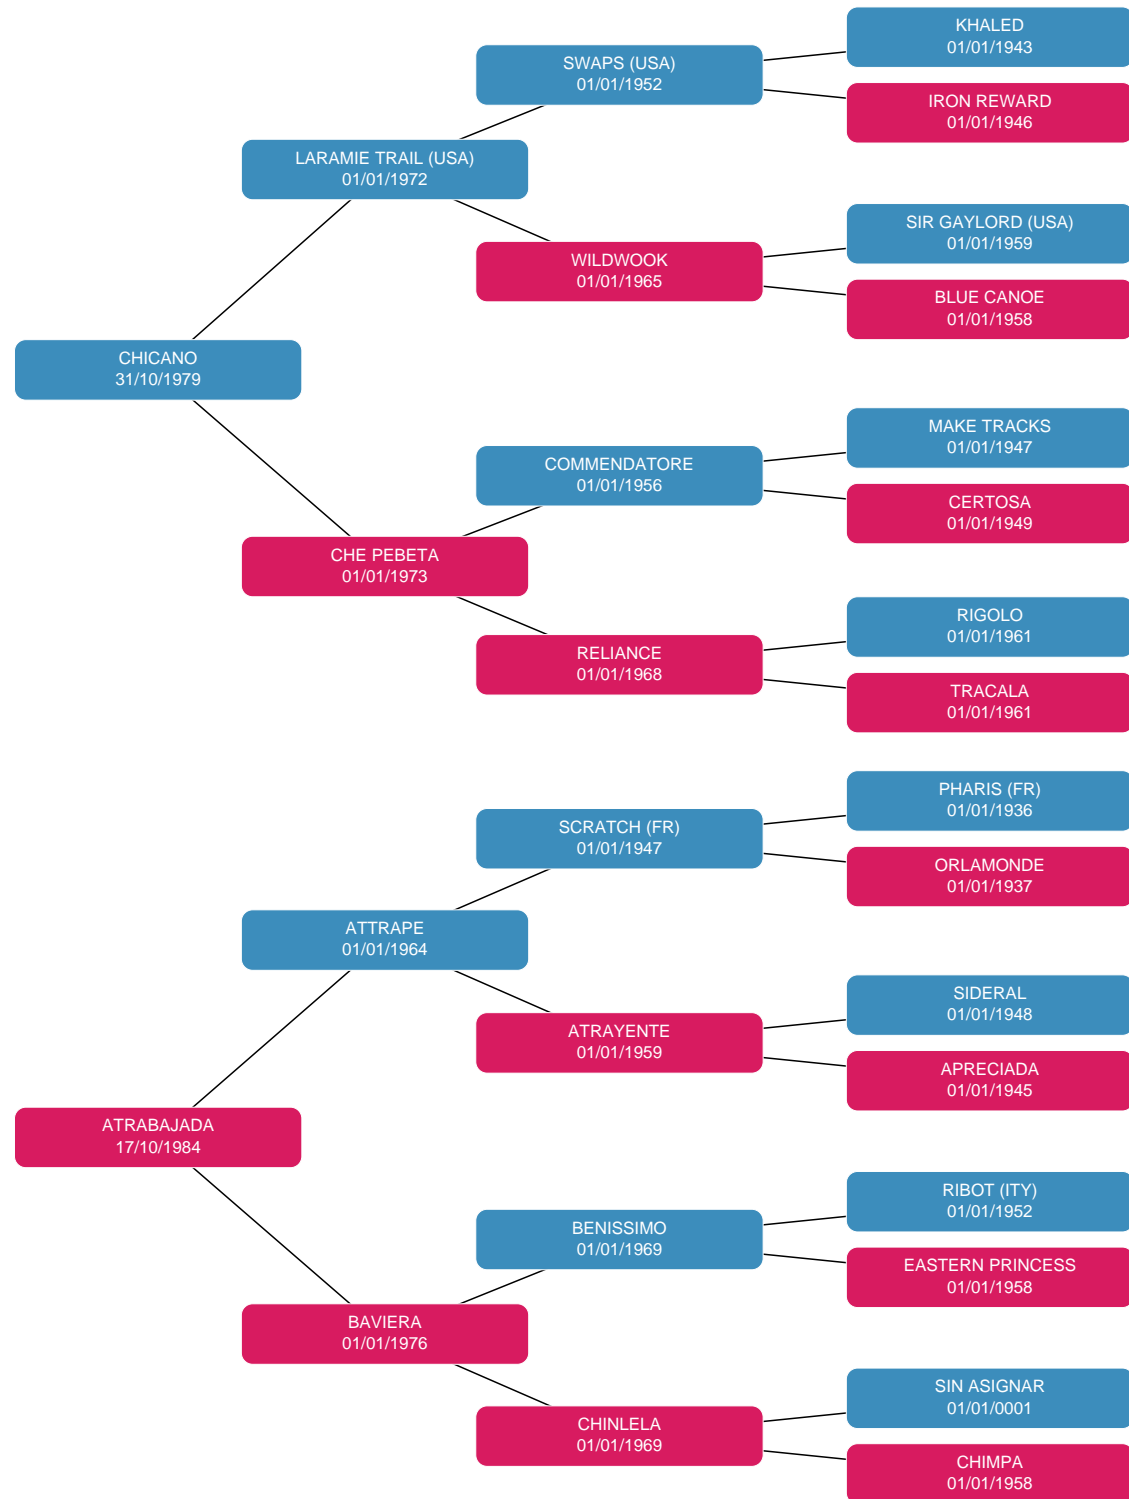 KHALED
01/01/1943
SWAPS (USA)
01/01/1952
IRON REWARD
01/01/1946
LARAMIE TRAIL (USA)
01/01/1972
SIR GAYLORD (USA)
01/01/1959
WILDWOOK
01/01/1965
BLUE CANOE
01/01/1958
CHICANO
31/10/1979
MAKE TRACKS
01/01/1947
COMMENDATORE
01/01/1956
CERTOSA
01/01/1949
CHE PEBETA
01/01/1973
RIGOLO
01/01/1961
RELIANCE
01/01/1968
TRACALA
01/01/1961
PHARIS (FR)
01/01/1936
SCRATCH (FR)
01/01/1947
ORLAMONDE
01/01/1937
ATTRAPE
01/01/1964
SIDERAL
01/01/1948
ATRAYENTE
01/01/1959
APRECIADA
01/01/1945
ATRABAJADA
17/10/1984
RIBOT (ITY)
01/01/1952
BENISSIMO
01/01/1969
EASTERN PRINCESS
01/01/1958
BAVIERA
01/01/1976
SIN ASIGNAR
01/01/0001
CHINLELA
01/01/1969
CHIMPA
01/01/1958